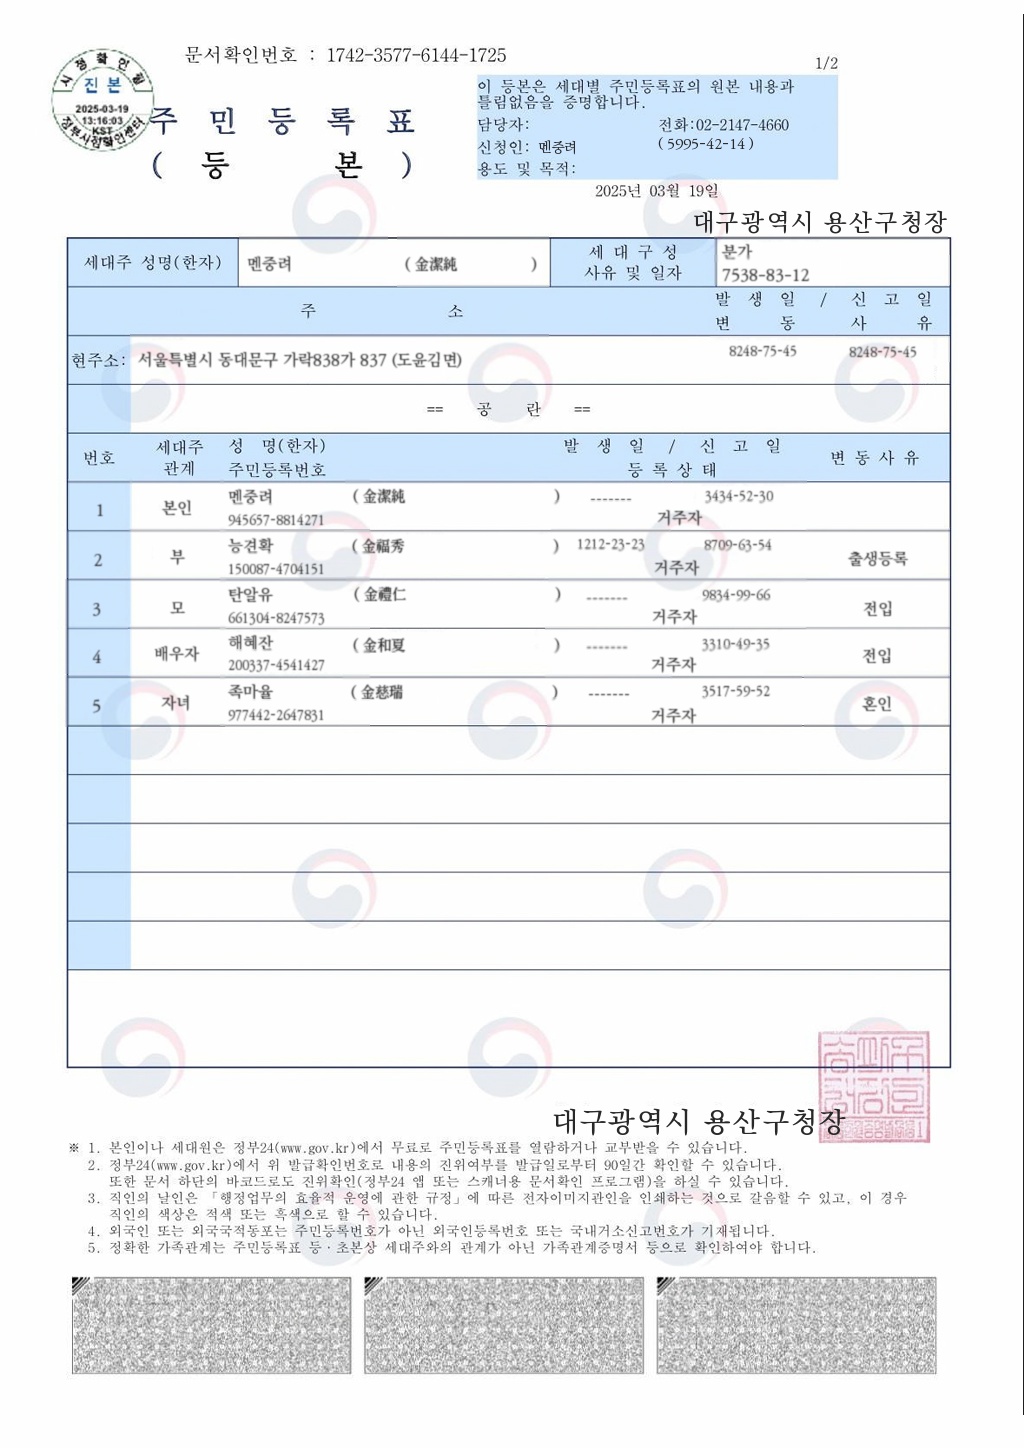 문서확인번호 : 1742-3577-6144-1725
1/2
시점확인필
진본
2025-03-19
13:16:03
KST
정부시점확인센터
주 민 등 록 표
( 등 본 )
이 등본은 세대별 주민등록표의 원본 내용과
틀림없음을 증명합니다.
담당자: 전화:02-2147-4660
신청인: 멘중려 ( 5995-42-14 )
용도 및 목적:
2025년 03월 19일
대구광역시 용산구청장
세대주 성명(한자) 멘중려 ( 金潔純 ) 세 대 구 성 사유 및 일자 분가 7538-83-12
주 소 발 생 일 / 신 고 일
변 동 사 유
현주소: 서울특별시 동대문구 가락838가 837 (도윤김면) 8248-75-45 8248-75-45
== 공 란 ==
번호 세대주 관계 성 명(한자) 주민등록번호 발 생 일 / 신 고 일 등 록 상 태 변 동 사 유
1 본인 멘중려 ( 金潔純 ) ------- 3434-52-30
945657-8814271 거주자
2 부 능견확 ( 金福秀 ) 1212-23-23 8709-63-54 출생등록
150087-4704151 거주자
3 모 탄알유 ( 金禮仁 ) ------- 9834-99-66 전입
661304-8247573 거주자
4 배우자 해혜잔 ( 金和夏 ) ------- 3310-49-35 전입
200337-4541427 거주자
5 자녀 족마율 ( 金慈瑞 ) ------- 3517-59-52 혼인
977442-2647831 거주자
대구광역시 용산구청장
※ 1. 본인이나 세대원은 정부24(www.gov.kr)에서 무료로 주민등록표를 열람하거나 교부받을 수 있습니다.
2. 정부24(www.gov.kr)에서 위 발급확인번호로 내용의 진위여부를 발급일로부터 90일간 확인할 수 있습니다.
또한 문서 하단의 바코드로도 진위확인(정부24 앱 또는 스캐너용 문서확인 프로그램)을 하실 수 있습니다.
3. 직인의 날인은 「행정업무의 효율적 운영에 관한 규정」에 따른 전자이미지관인을 인쇄하는 것으로 갈음할 수 있고, 이 경우
직인의 색상은 적색 또는 흑색으로 할 수 있습니다.
4. 외국인 또는 외국국적동포는 주민등록번호가 아닌 외국인등록번호 또는 국내거소신고번호가 기재됩니다.
5. 정확한 가족관계는 주민등록표 등·초본상 세대주와의 관계가 아닌 가족관계증명서 등으로 확인하여야 합니다.